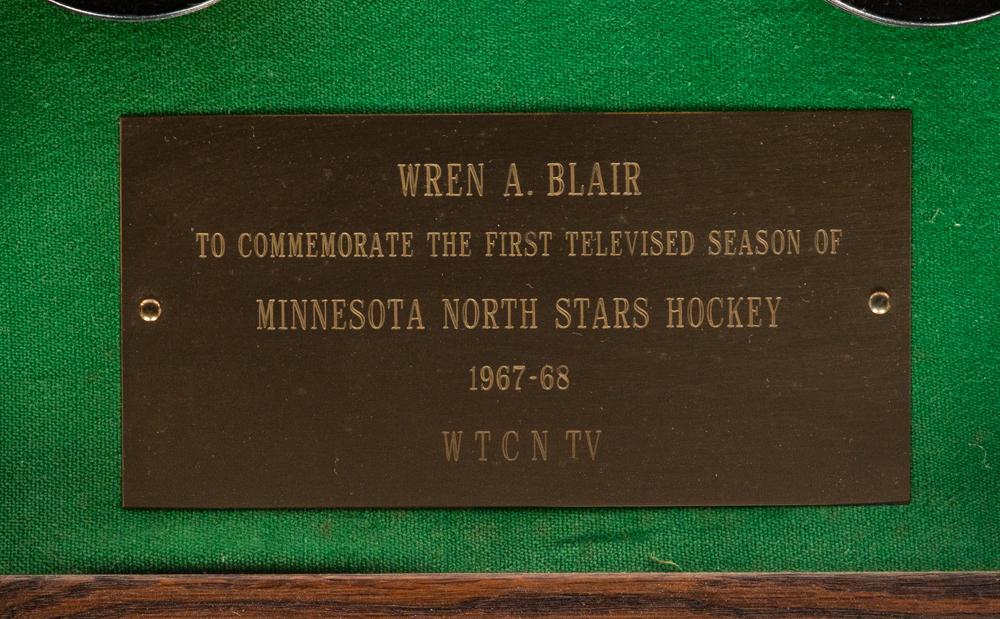 WREN A. BLAIR
TO COMMEMORATE THE FIRST TELEVISED SEASON OF
MINNESOTA NORTH STARS HOCKEY
1967-68
WTCN TV